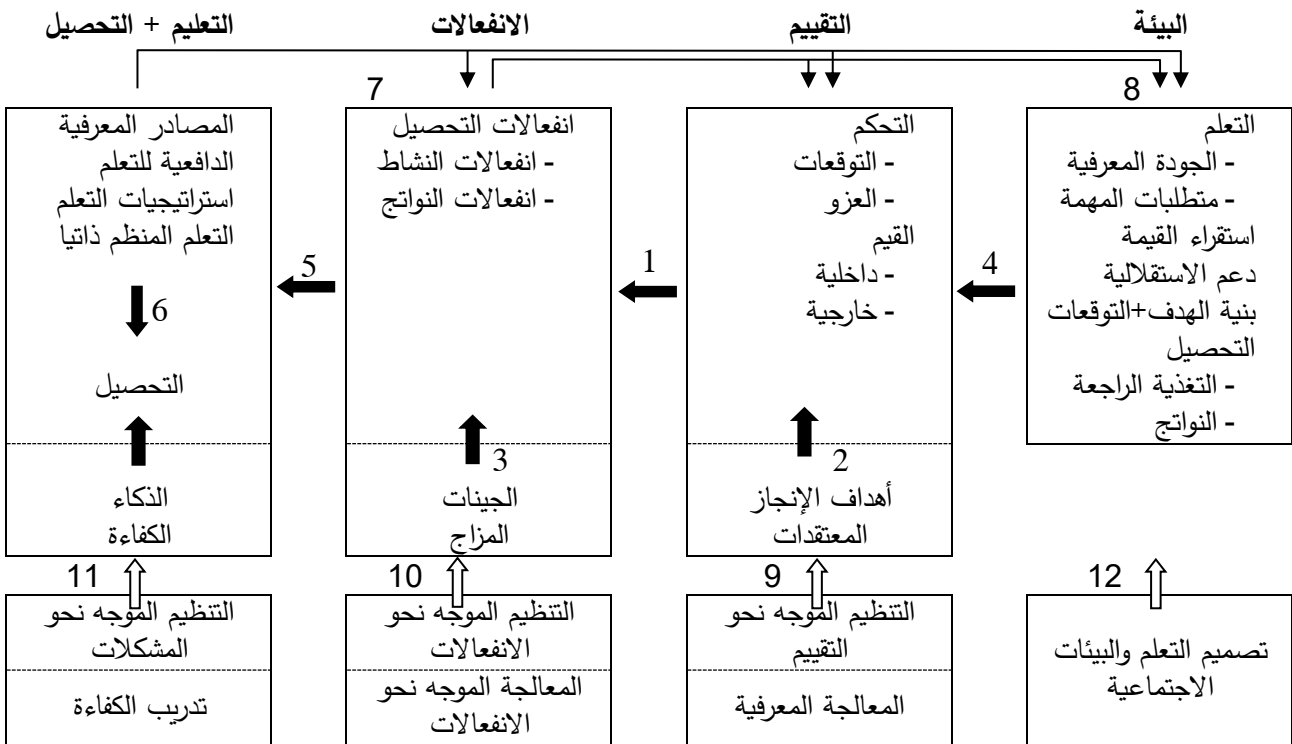 البيئة
التقييم
الانفعالات
التعليم + التحصيل
8
7
التعلم
- الجودة المعرفية
- متطلبات المهمة
استقراء القيمة
دعم الاستقلالية
بنية الهدف+التوقعات
التحصيل
- التغذية الراجعة
- النواتج
4
التحكم
- التوقعات
- العزو
القيم
- داخلية
- خارجية
2
أهداف الإنجاز
المعتقدات
1
انفعالات التحصيل
- انفعالات النشاط
- انفعالات النواتج
3
الجينات
المزاج
5
المصادر المعرفية
الدافعية للتعلم
استراتيجيات التعلم
التعلم المنظم ذاتيا
6
التحصيل
الذكاء
الكفاءة
12
تصميم التعلم والبيئات
الاجتماعية
9
التنظيم الموجه نحو
التقييم
المعالجة المعرفية
10
التنظيم الموجه نحو
الانفعالات
المعالجة الموجه نحو
الانفعالات
11
التنظيم الموجه نحو
المشكلات
تدريب الكفاءة